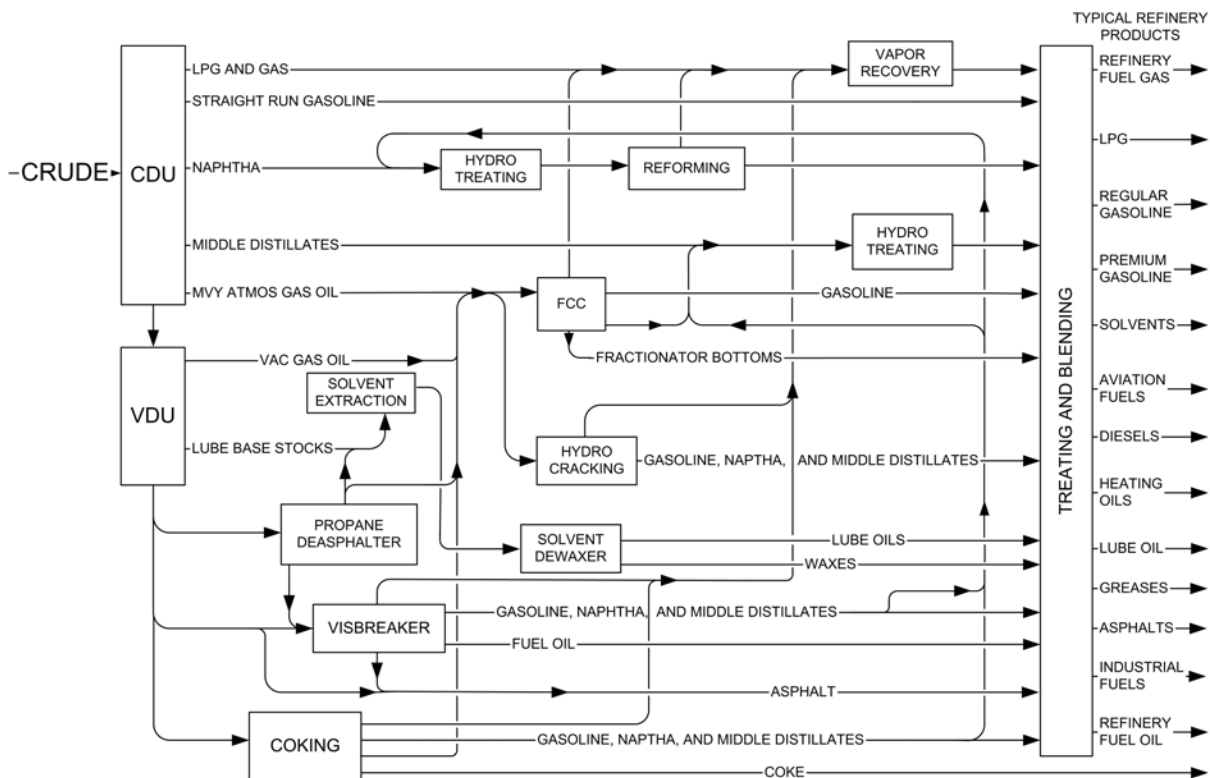 TYPICAL REFINERY
PRODUCTS
LPG AND GAS
VAPOR
RECOVERY
REFINERY
FUEL GAS
STRAIGHT RUN GASOLINE
LPG
CRUDE
CDU
NAPHTHA
HYDRO
TREATING
REFORMING
REGULAR
GASOLINE
MIDDLE DISTILLATES
HYDRO
TREATING
PREMIUM
GASOLINE
MVY ATMOS GAS OIL
FCC
GASOLINE
SOLVENTS
VAC GAS OIL
FRACTIONATOR BOTTOMS
TREATING AND BLENDING
AVIATION
FUELS
VDU
SOLVENT
EXTRACTION
DIESELS
LUBE BASE STOCKS
HYDRO
CRACKING
GASOLINE, NAPTHA, AND MIDDLE DISTILLATES
HEATING
OILS
PROPANE
DEASPHALTER
SOLVENT
DEWAXER
LUBE OILS
WAXES
LUBE OIL
GREASES
VISBREAKER
GASOLINE, NAPHTHA, AND MIDDLE DISTILLATES
FUEL OIL
ASPHALTS
ASPHALT
INDUSTRIAL
FUELS
COKING
GASOLINE, NAPTHA, AND MIDDLE DISTILLATES
REFINERY
FUEL OIL
COKE